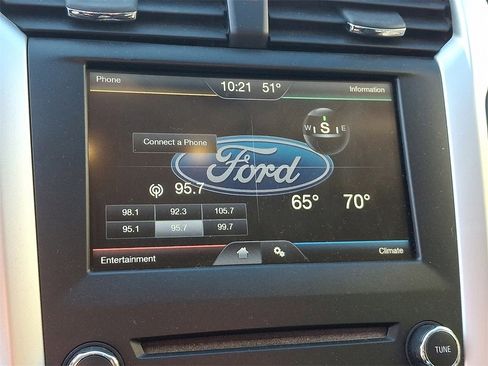 Phone
10:21 51°
Information
W S E
Connect a Phone
Ford
95.7
65° 70°
98.1 92.3 105.7
95.1 95.7 99.7
Entertainment
Climate
TUNE